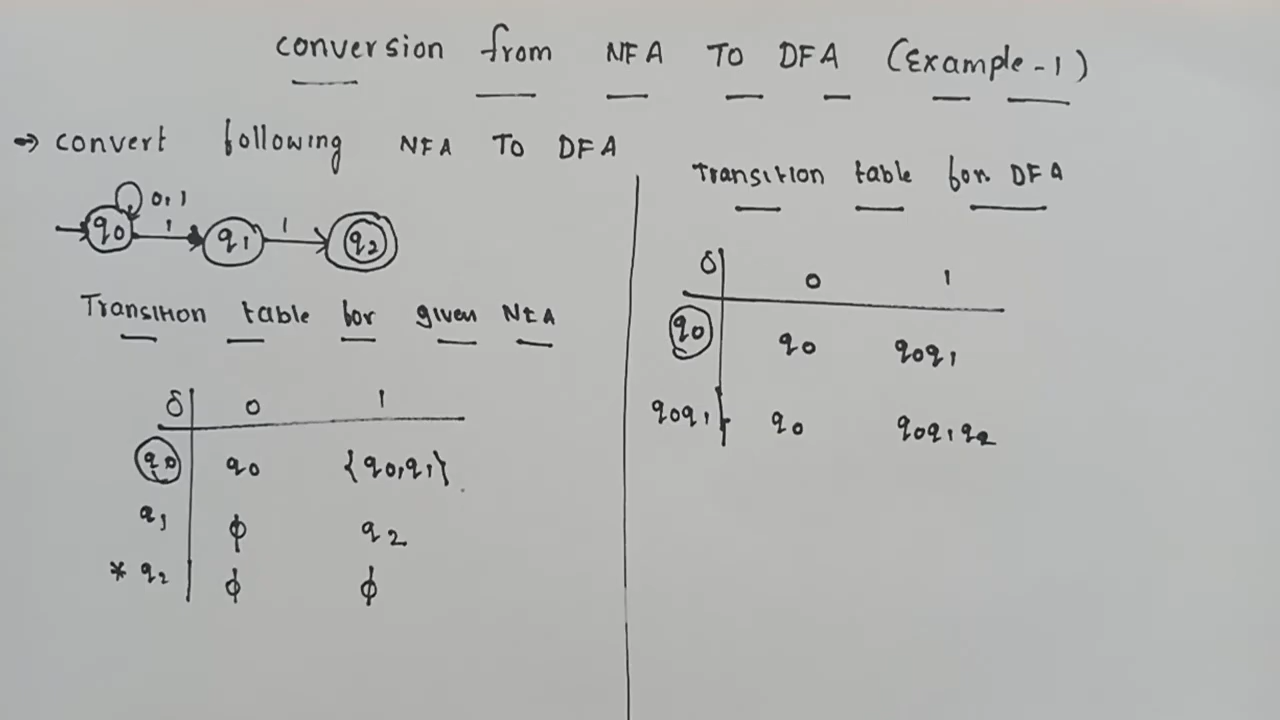 conversion from NFA TO DFA (Example-1)
→ convert following NFA TO DFA
0,1
q0 1 q1 1 q2
Transition table for given NFA
δ 0 1
q0 q0 {q0,q1}
q1 ϕ q2
* q2 ϕ ϕ
Transition table for DFA
δ 0 1
q0 q0 q0q1
q0q1 q0 q0q1q2